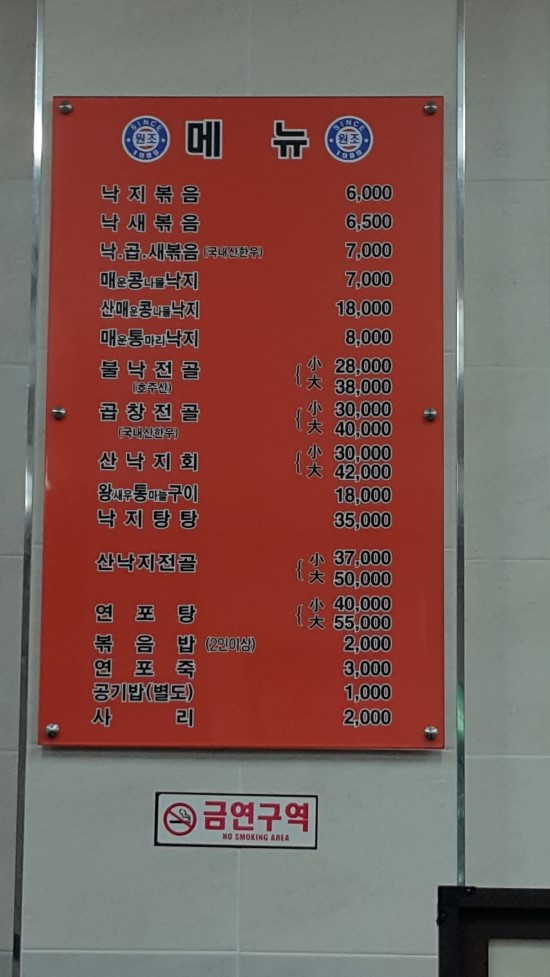 SINCE 원조 1989 메 뉴 SINCE 원조 1989
낙지볶음 6,000
낙새볶음 6,500
낙.곱.새볶음 (국내산한우) 7,000
매운콩나물낙지 7,000
산매운콩나물낙지 18,000
매운통마리낙지 8,000
불낙전골 { 小 28,000
(호주산) 大 38,000
곱창전골 { 小 30,000
(국내산한우) 大 40,000
산낙지회 { 小 30,000
大 42,000
왕새우통마늘구이 18,000
낙지탕탕 35,000
산낙지전골 { 小 37,000
大 50,000
연포탕 { 小 40,000
大 55,000
볶음밥 (2인이상) 2,000
연포죽 3,000
공기밥(별도) 1,000
사리 2,000
금연구역
NO SMOKING AREA